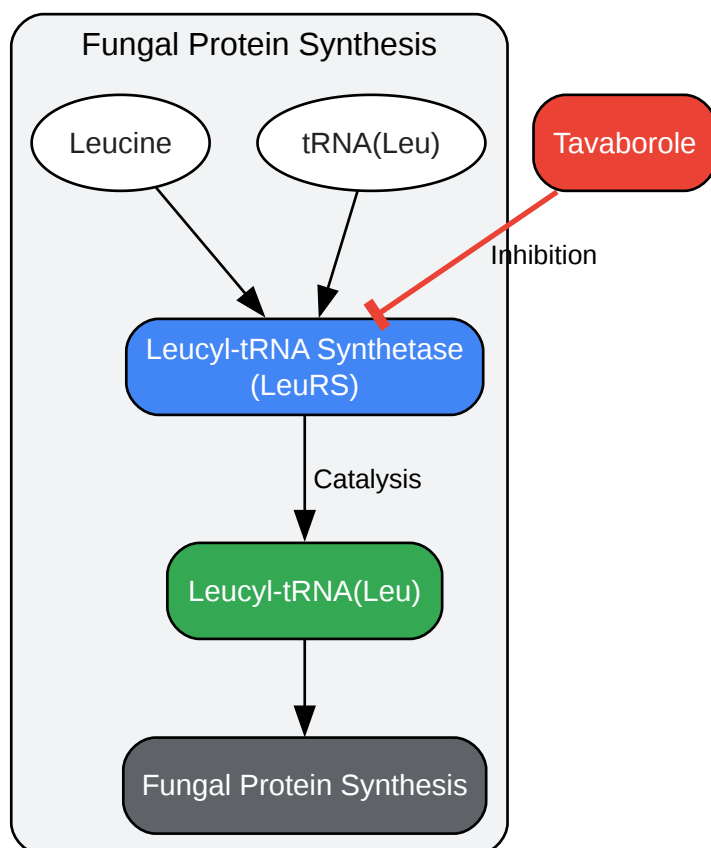 Fungal Protein Synthesis
Leucine
tRNA(Leu)
Tavaborole
Inhibition
Leucyl-tRNA Synthetase
(LeuRS)
Catalysis
Leucyl-tRNA(Leu)
Fungal Protein Synthesis